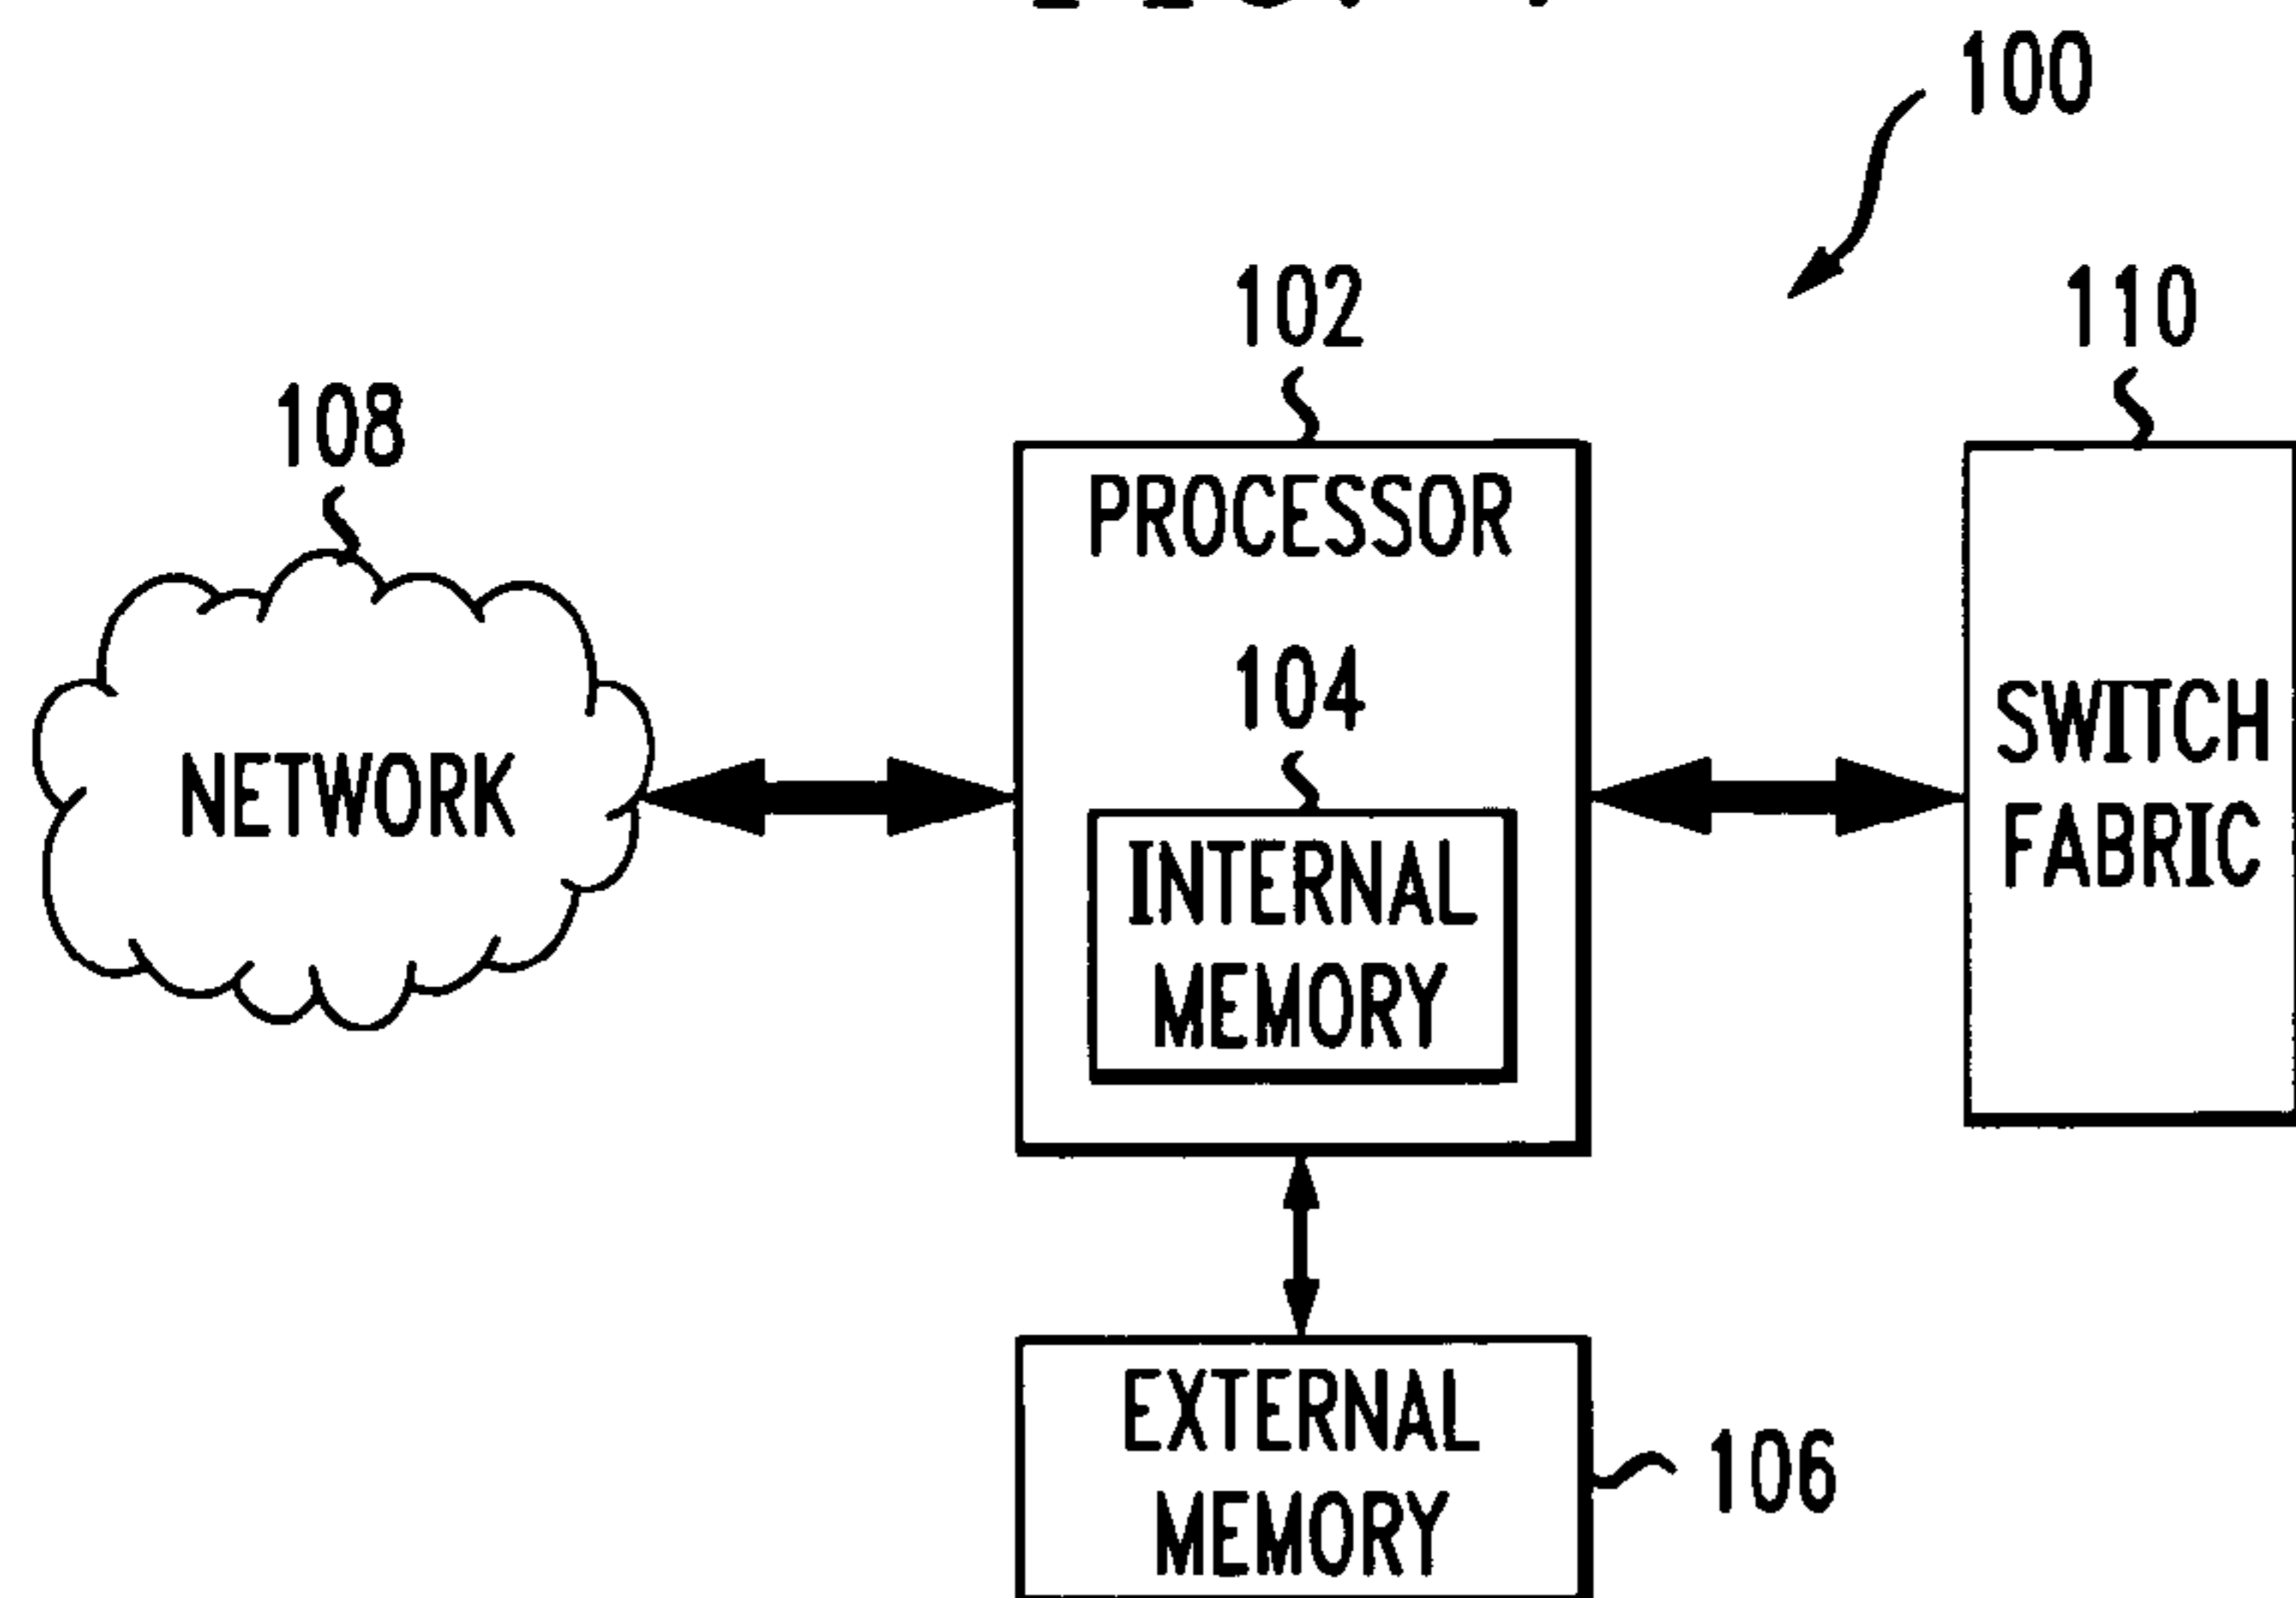 100
102
110
108
PROCESSOR
104
NETWORK
SWITCH
FABRIC
INTERNAL
MEMORY
EXTERNAL
MEMORY
106